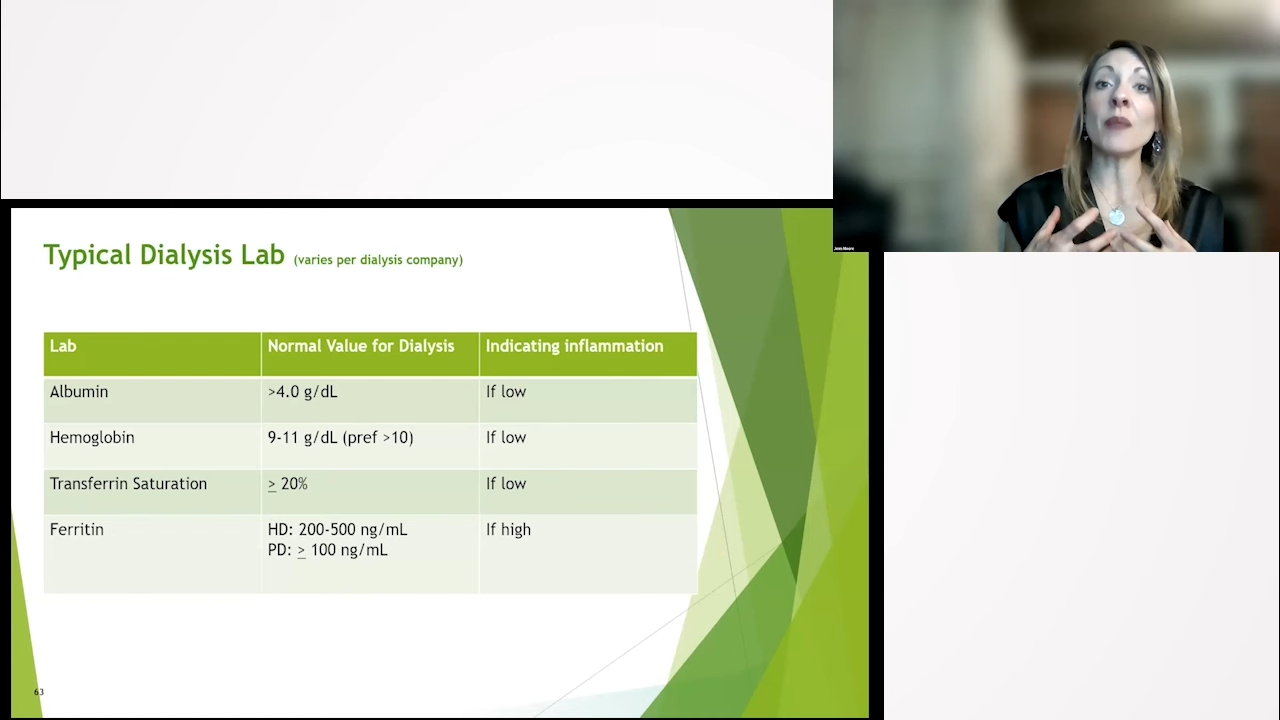 Typical Dialysis Lab (varies per dialysis company)
Lab Normal Value for Dialysis Indicating inflammation
Albumin >4.0 g/dL If low
Hemoglobin 9-11 g/dL (pref >10) If low
Transferrin Saturation ≥ 20% If low
Ferritin HD: 200-500 ng/mL If high
PD: ≥ 100 ng/mL
63